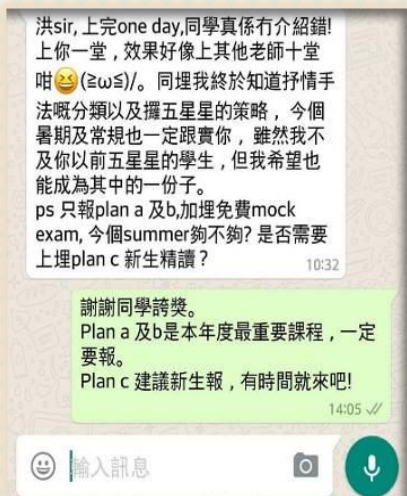 洪sir, 上完one day,同學真係冇介紹錯!
上你一堂，效果好像上其他老師十堂
咁😆(≧ω≦)/。同埋我終於知道抒情手
法嘅分類以及攞五星星的策略，今個
暑期及常規也一定跟實你，雖然我不
及你以前五星星的學生，但我希望也
能成為其中的一份子。
ps 只報plan a 及b,加埋免費mock
exam, 今個summer夠不夠? 是否需要
上埋plan c 新生精讀？
10:32
謝謝同學誇獎。
Plan a 及b是本年度最重要課程，一定
要報。
Plan c 建議新生報，有時間就來吧!
14:05
輸入訊息